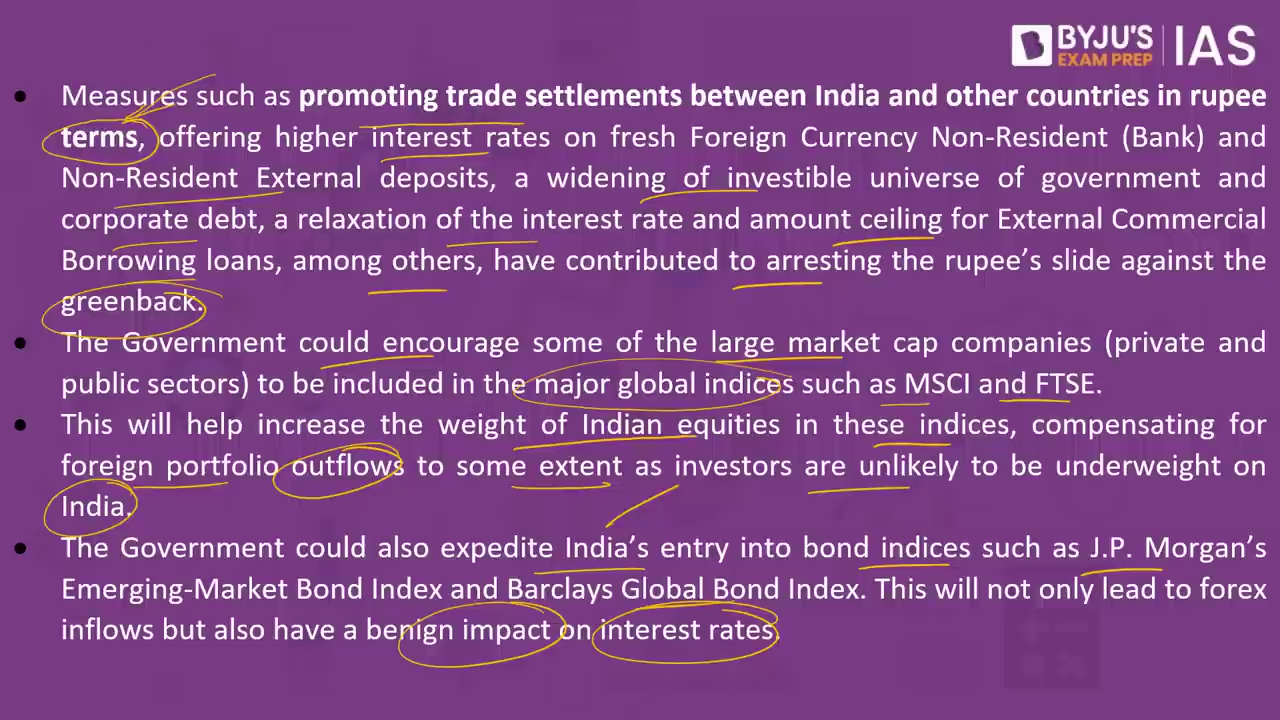 BYJU'S
EXAM PREP
IAS
• Measures such as promoting trade settlements between India and other countries in rupee
terms, offering higher interest rates on fresh Foreign Currency Non-Resident (Bank) and
Non-Resident External deposits, a widening of investible universe of government and
corporate debt, a relaxation of the interest rate and amount ceiling for External Commercial
Borrowing loans, among others, have contributed to arresting the rupee's slide against the
greenback.
• The Government could encourage some of the large market cap companies (private and
public sectors) to be included in the major global indices such as MSCI and FTSE.
• This will help increase the weight of Indian equities in these indices, compensating for
foreign portfolio outflows to some extent as investors are unlikely to be underweight on
India.
• The Government could also expedite India's entry into bond indices such as J.P. Morgan's
Emerging-Market Bond Index and Barclays Global Bond Index. This will not only lead to forex
inflows but also have a benign impact on interest rates.